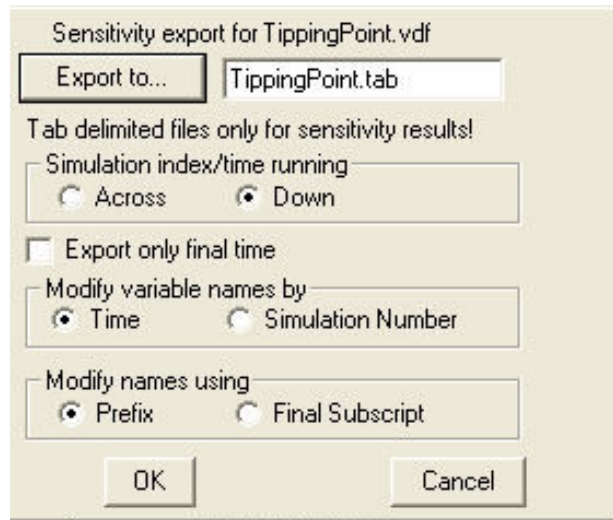 Sensitivity export for TippingPoint.vdf
Export to... TippingPoint.tab
Tab delimited files only for sensitivity results!
Simulation index/time running
Across Down
Export only final time
Modify variable names by
Time Simulation Number
Modify names using
Prefix Final Subscript
OK Cancel